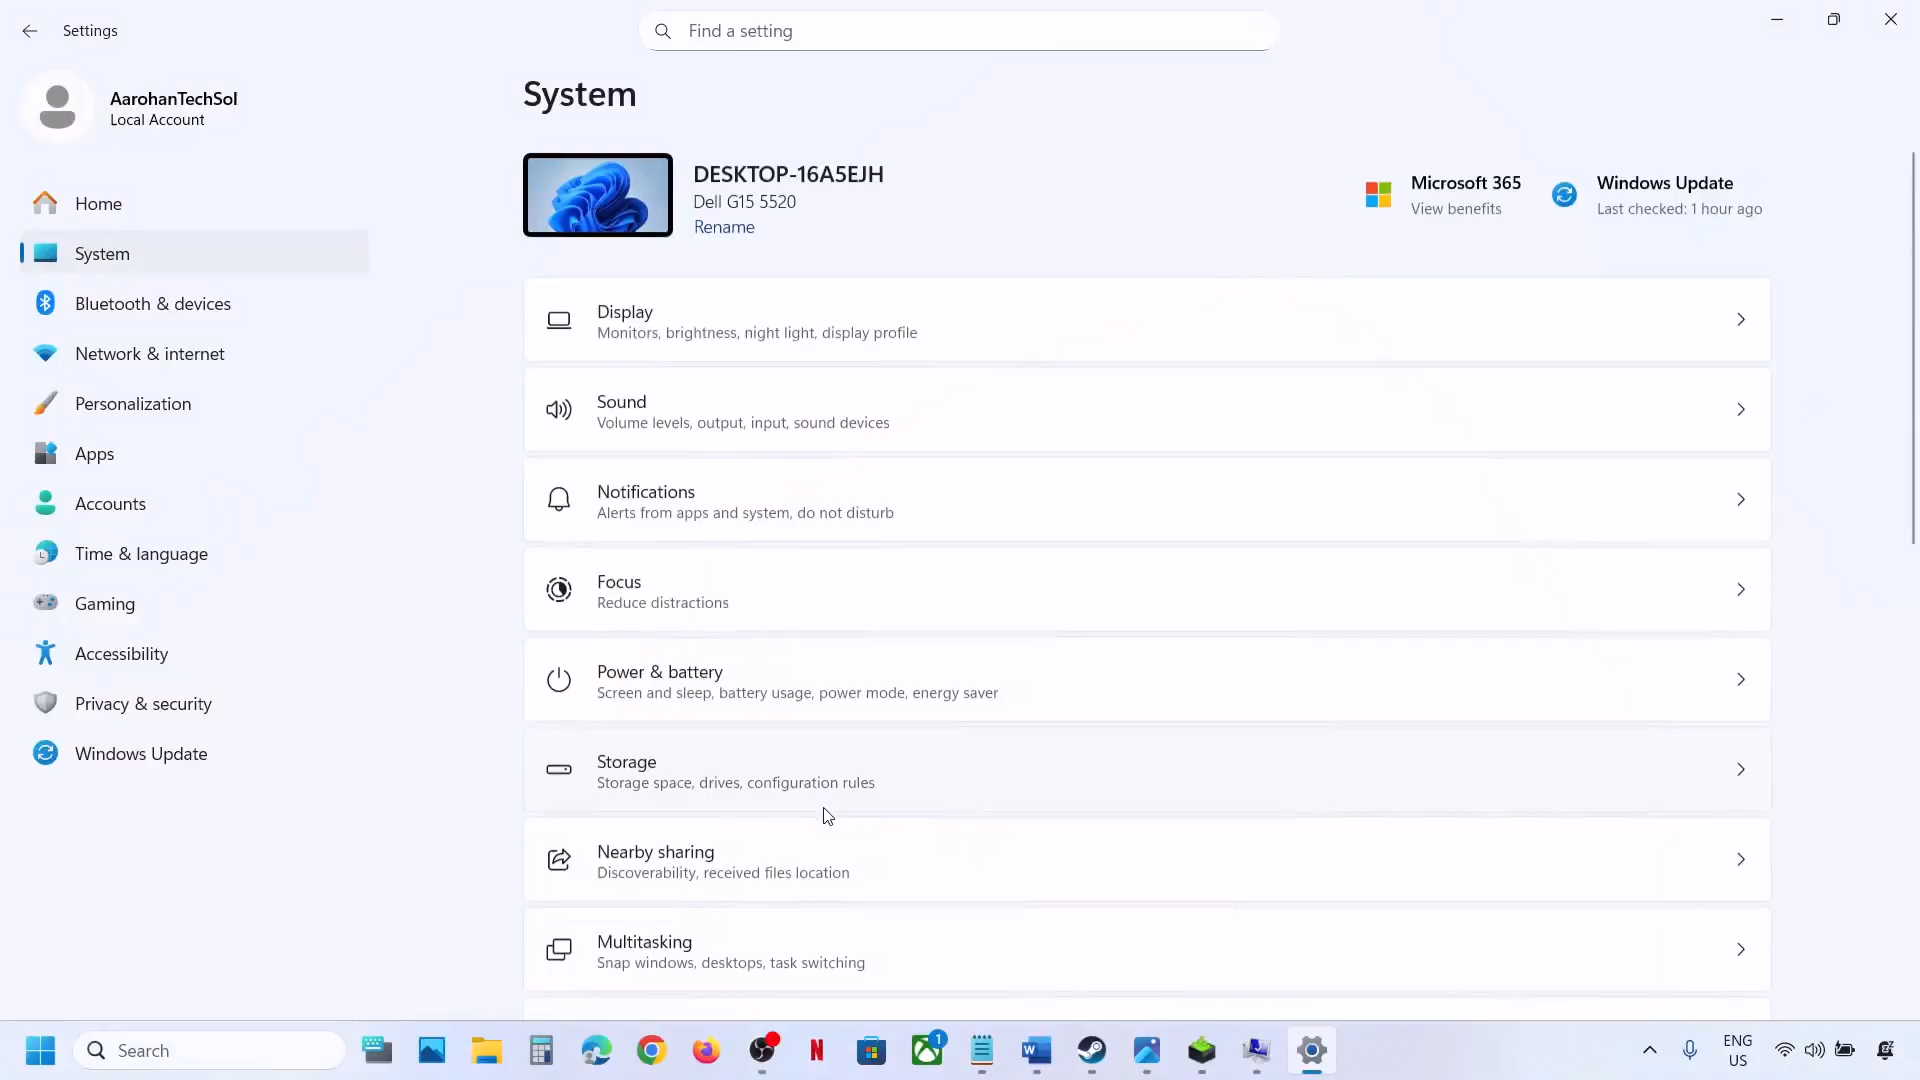 Settings
Find a setting
AarohanTechSol
Local Account
Home
System
Bluetooth & devices
Network & internet
Personalization
Apps
Accounts
Time & language
Gaming
Accessibility
Privacy & security
Windows Update
System
DESKTOP-16A5EJH
Dell G15 5520
Rename
Microsoft 365
View benefits
Windows Update
Last checked: 1 hour ago
Display
Monitors, brightness, night light, display profile
Sound
Volume levels, output, input, sound devices
Notifications
Alerts from apps and system, do not disturb
Focus
Reduce distractions
Power & battery
Screen and sleep, battery usage, power mode, energy saver
Storage
Storage space, drives, configuration rules
Nearby sharing
Discoverability, received files location
Multitasking
Snap windows, desktops, task switching
Search
1
ENG
US